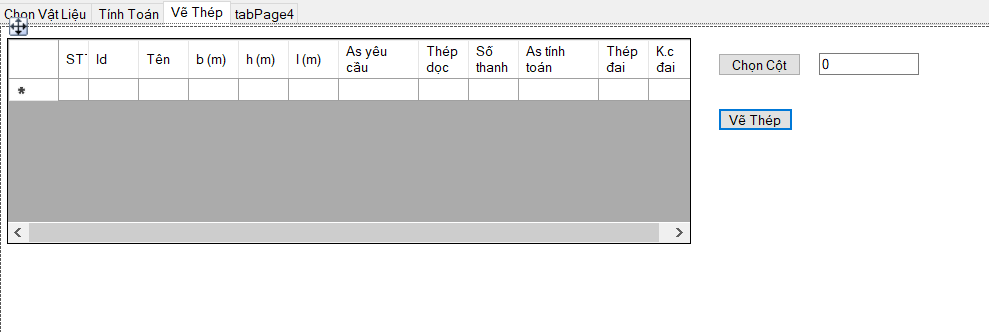 Chọn Vật Liệu Tính Toán Vẽ Thép tabPage4
ST Id Tên b (m) h (m) l (m) As yêu cầu Thép dọc Số thanh As tính toán Thép đai K.c đai
*
Chọn Cột 0
Vẽ Thép